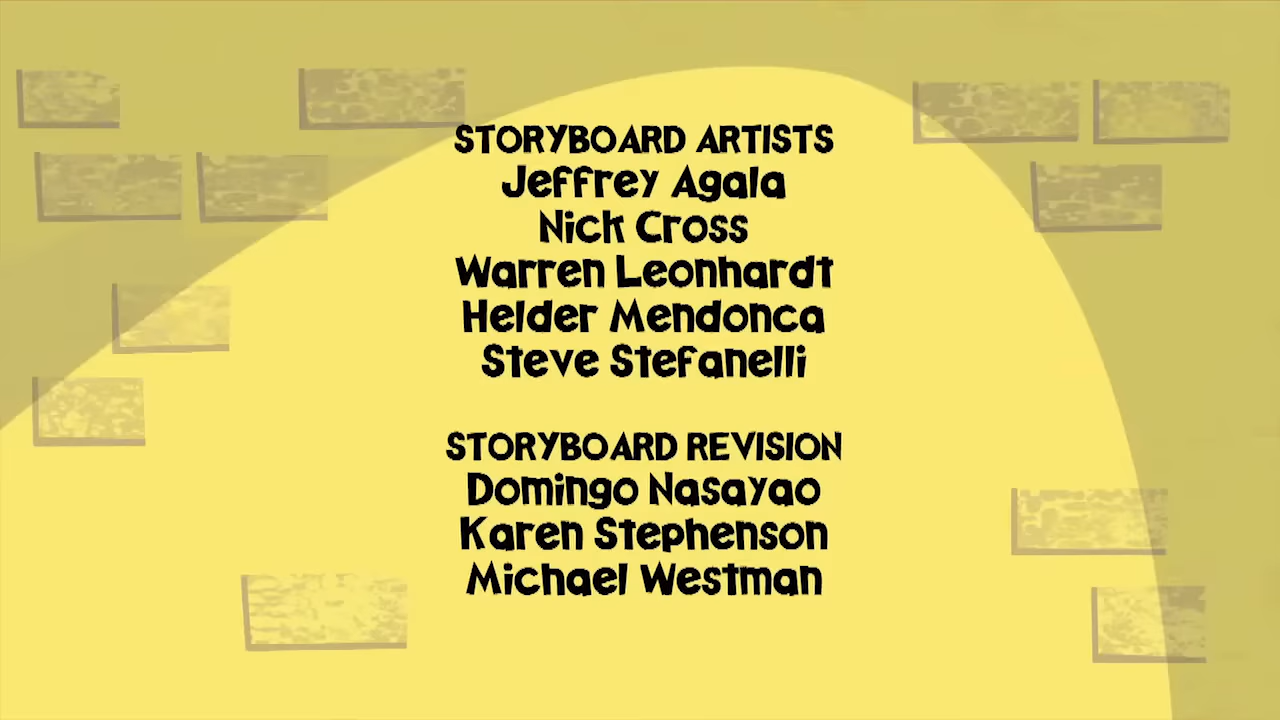 STORYBOARD ARTISTS
Jeffrey Agala
Nick Cross
Warren Leonhardt
Helder Mendonca
Steve Stefanelli
STORYBOARD REVISION
Domingo Nasayao
Karen Stephenson
Michael Westman